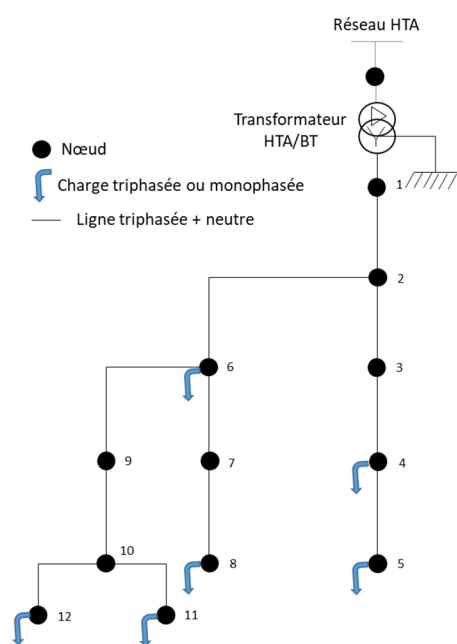 Réseau HTA
Transformateur
HTA/BT
Nœud
Charge triphasée ou monophasée
Ligne triphasée + neutre
1
2
6
3
9
7
4
10
8
5
12
11